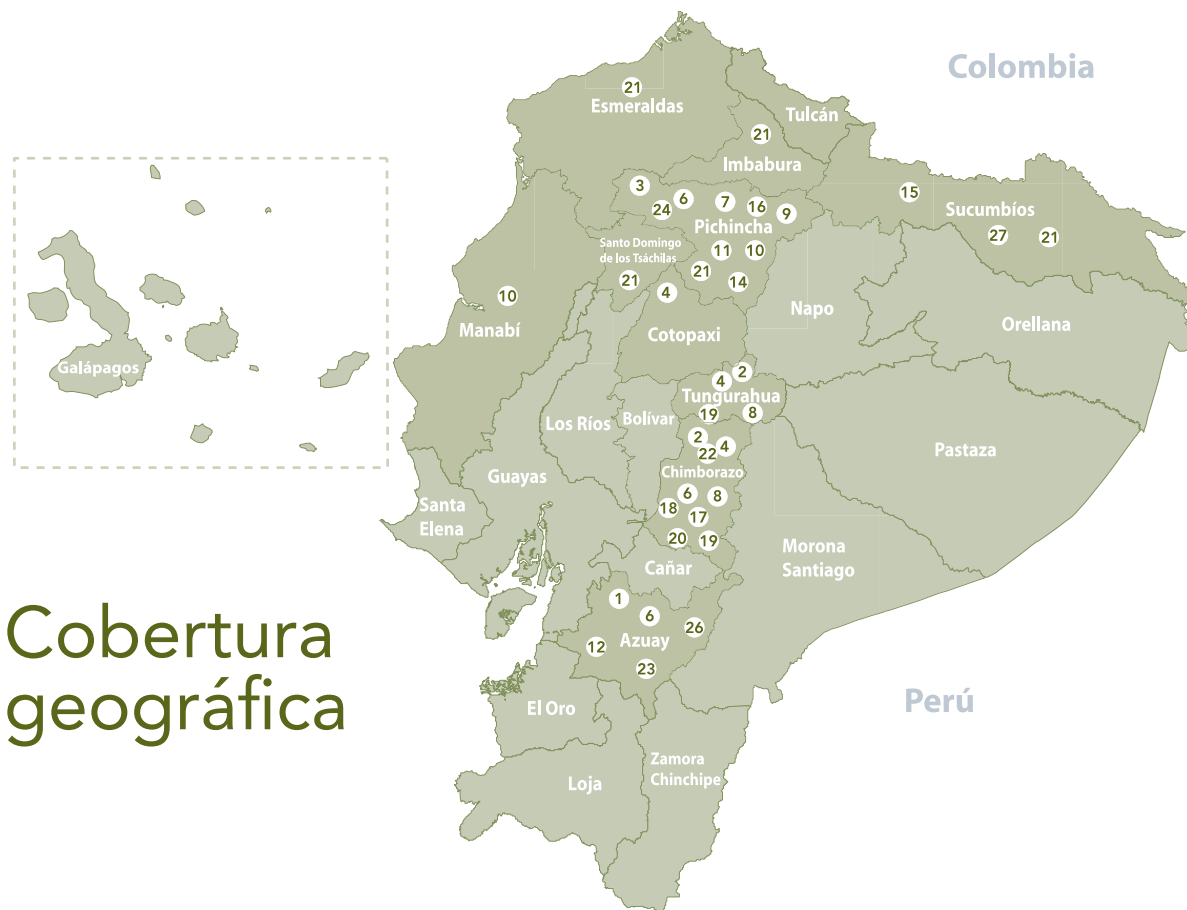 Colombia
21
Esmeraldas
Tulcán
21
Imbabura
3
6
7
16
9
24
Pichincha
15
Sucumbíos
27
21
Santo Domingo
de los Tsáchilas
11
10
21
21
14
4
10
Manabí
Cotopaxi
Napo
Orellana
Galápagos
2
4
Tungurahua
19
8
Los Ríos
Bolívar
2
4
22
Chimborazo
Pastaza
Guayas
6
8
18
17
20
19
Santa
Elena
Morona
Santiago
Cañar
1
6
26
Azuay
12
23
Cobertura
geográfica
El Oro
Perú
Zamora
Chinchipe
Loja